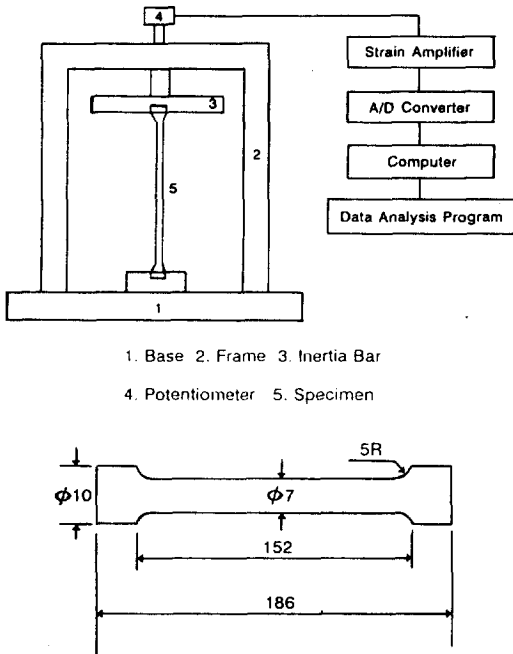 4
Strain Amplifier
3
A/D Converter
2
Computer
5
Data Analysis Program
1
1. Base 2. Frame 3. Inertia Bar
4. Potentiometer 5. Specimen
5R
ϕ10
ϕ7
152
186